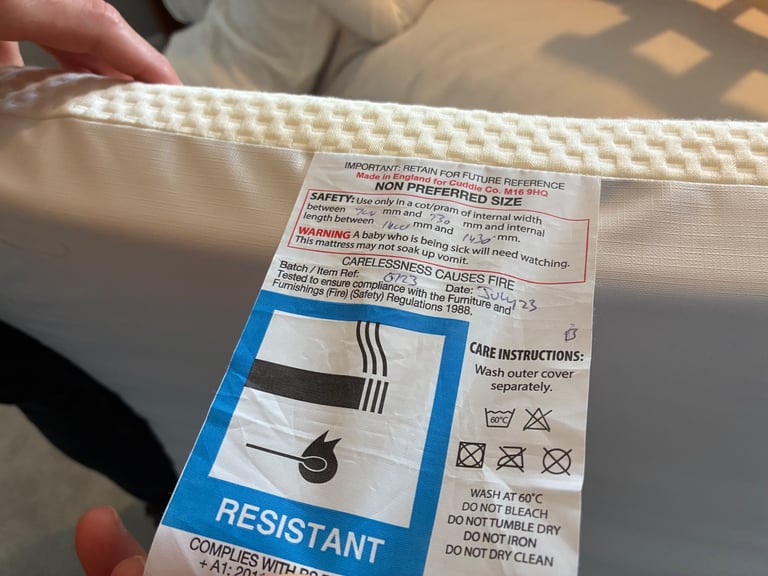 IMPORTANT: RETAIN FOR FUTURE REFERENCE
Made in England for Cuddle Co. M16 9HQ
NON PREFERRED SIZE
SAFETY: Use only in a cot/pram of internal width
between 700 mm and 730 mm and internal
length between 1400 mm and 1430 mm.
WARNING A baby who is being sick will need watching.
This mattress may not soak up vomit.
CARELESSNESS CAUSES FIRE
Batch / Item Ref: Date: July 23
Tested to ensure compliance with the Furniture and
Furnishings (Fire) (Safety) Regulations 1988.
CARE INSTRUCTIONS:
Wash outer cover
separately.
60°C
WASH AT 60°C
DO NOT BLEACH
DO NOT TUMBLE DRY
DO NOT IRON
DO NOT DRY CLEAN
RESISTANT
COMPLIES WITH
+ A1: